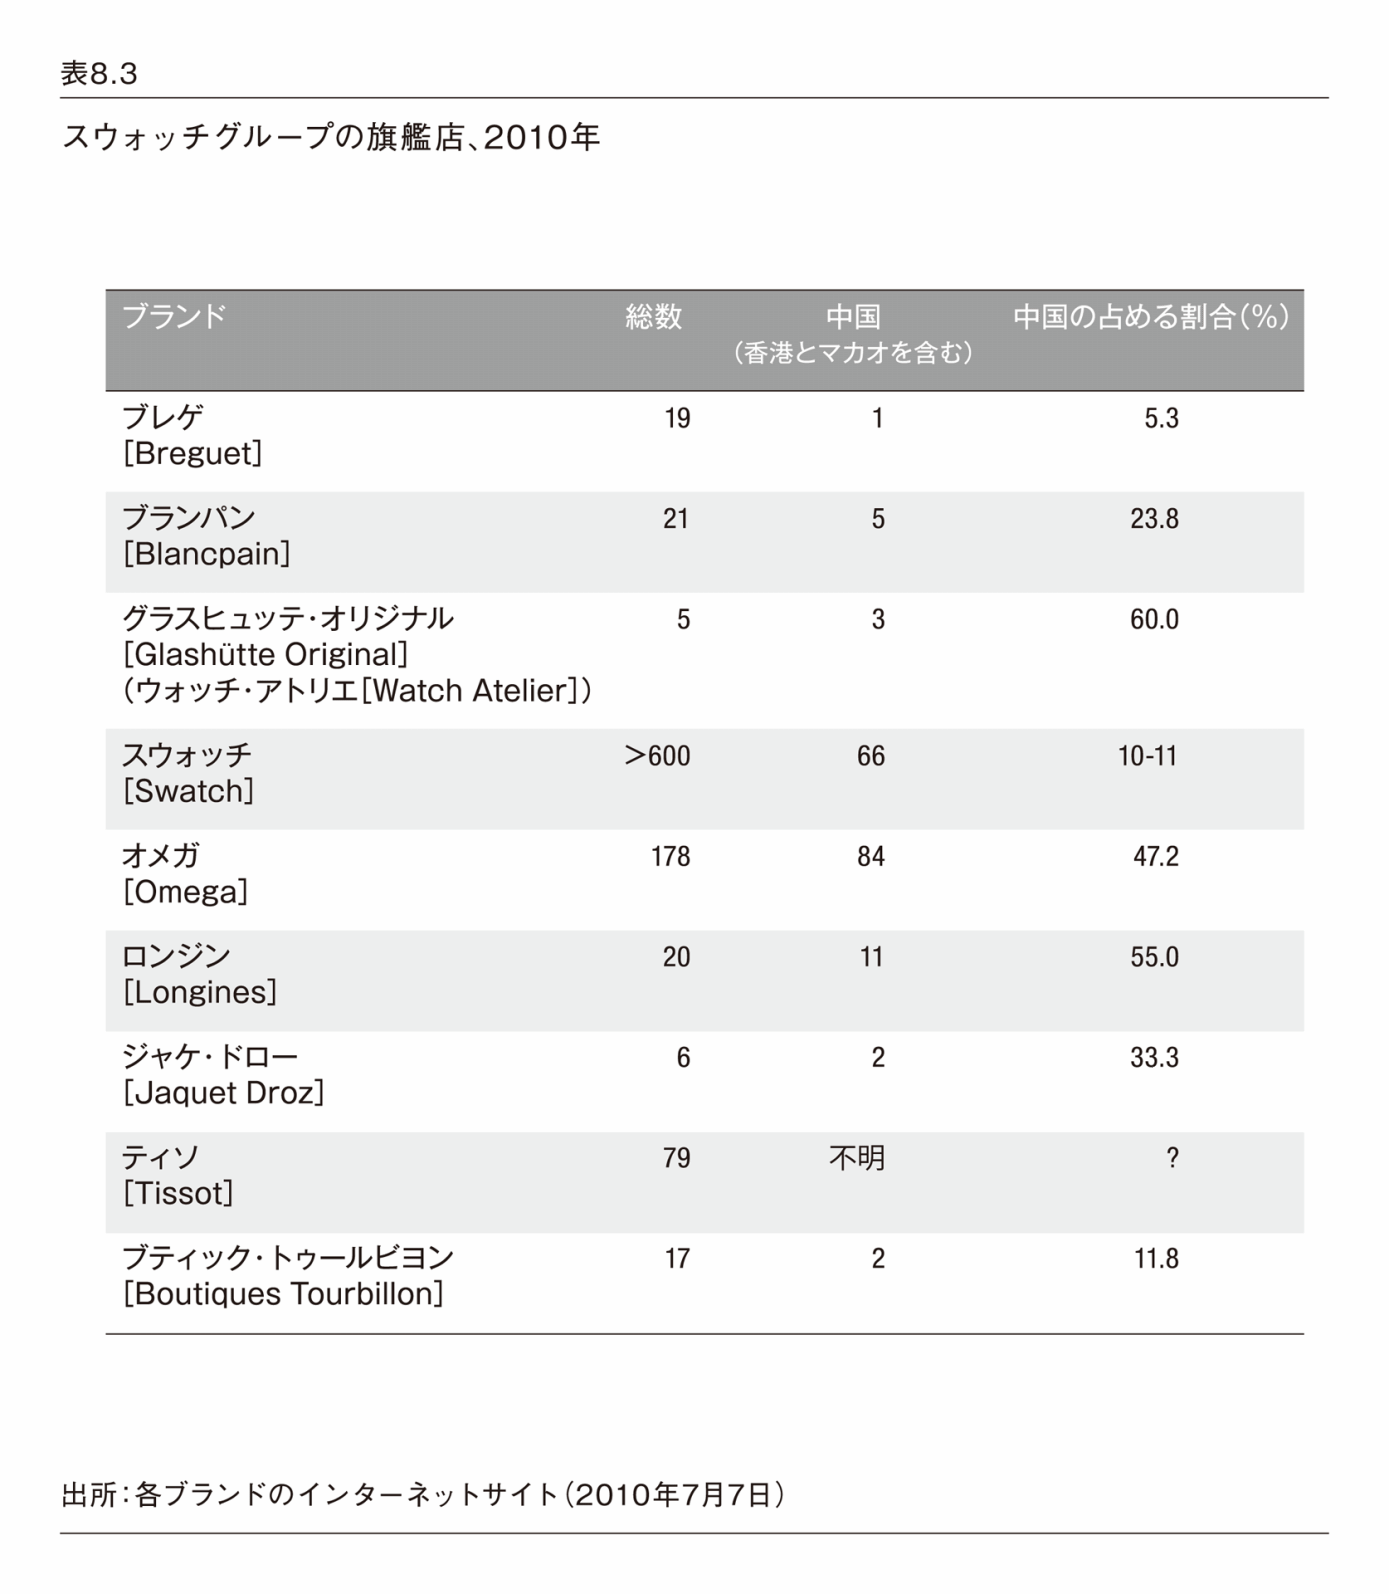 表8.3
スウォッチグループの旗艦店、2010年
ブランド 総数 中国 中国の占める割合(%)
(香港とマカオを含む)
ブレゲ 19 1 5.3
[Breguet]
ブランパン 21 5 23.8
[Blancpain]
グラスヒュッテ・オリジナル 5 3 60.0
[Glashütte Original]
(ウォッチ・アトリエ[Watch Atelier])
スウォッチ >600 66 10-11
[Swatch]
オメガ 178 84 47.2
[Omega]
ロンジン 20 11 55.0
[Longines]
ジャケ・ドロー 6 2 33.3
[Jaquet Droz]
ティソ 79 不明 ?
[Tissot]
ブティック・トゥールビヨン 17 2 11.8
[Boutiques Tourbillon]
出所:各ブランドのインターネットサイト(2010年7月7日)